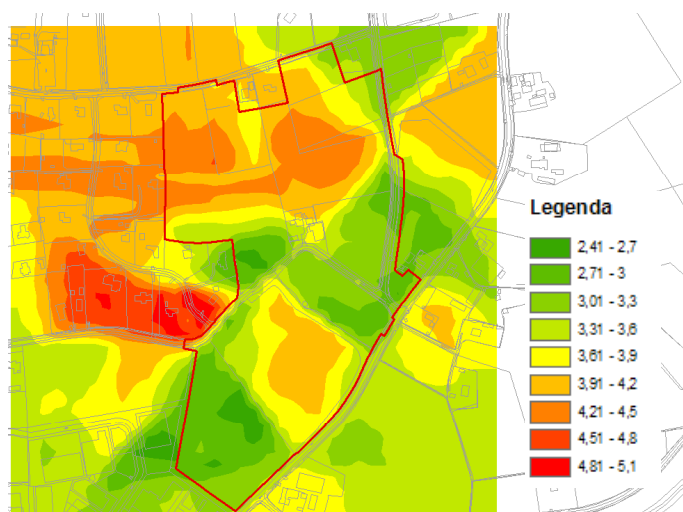 Legenda
2,41 - 2,7
2,71 - 3
3,01 - 3,3
3,31 - 3,6
3,61 - 3,9
3,91 - 4,2
4,21 - 4,5
4,51 - 4,8
4,81 - 5,1